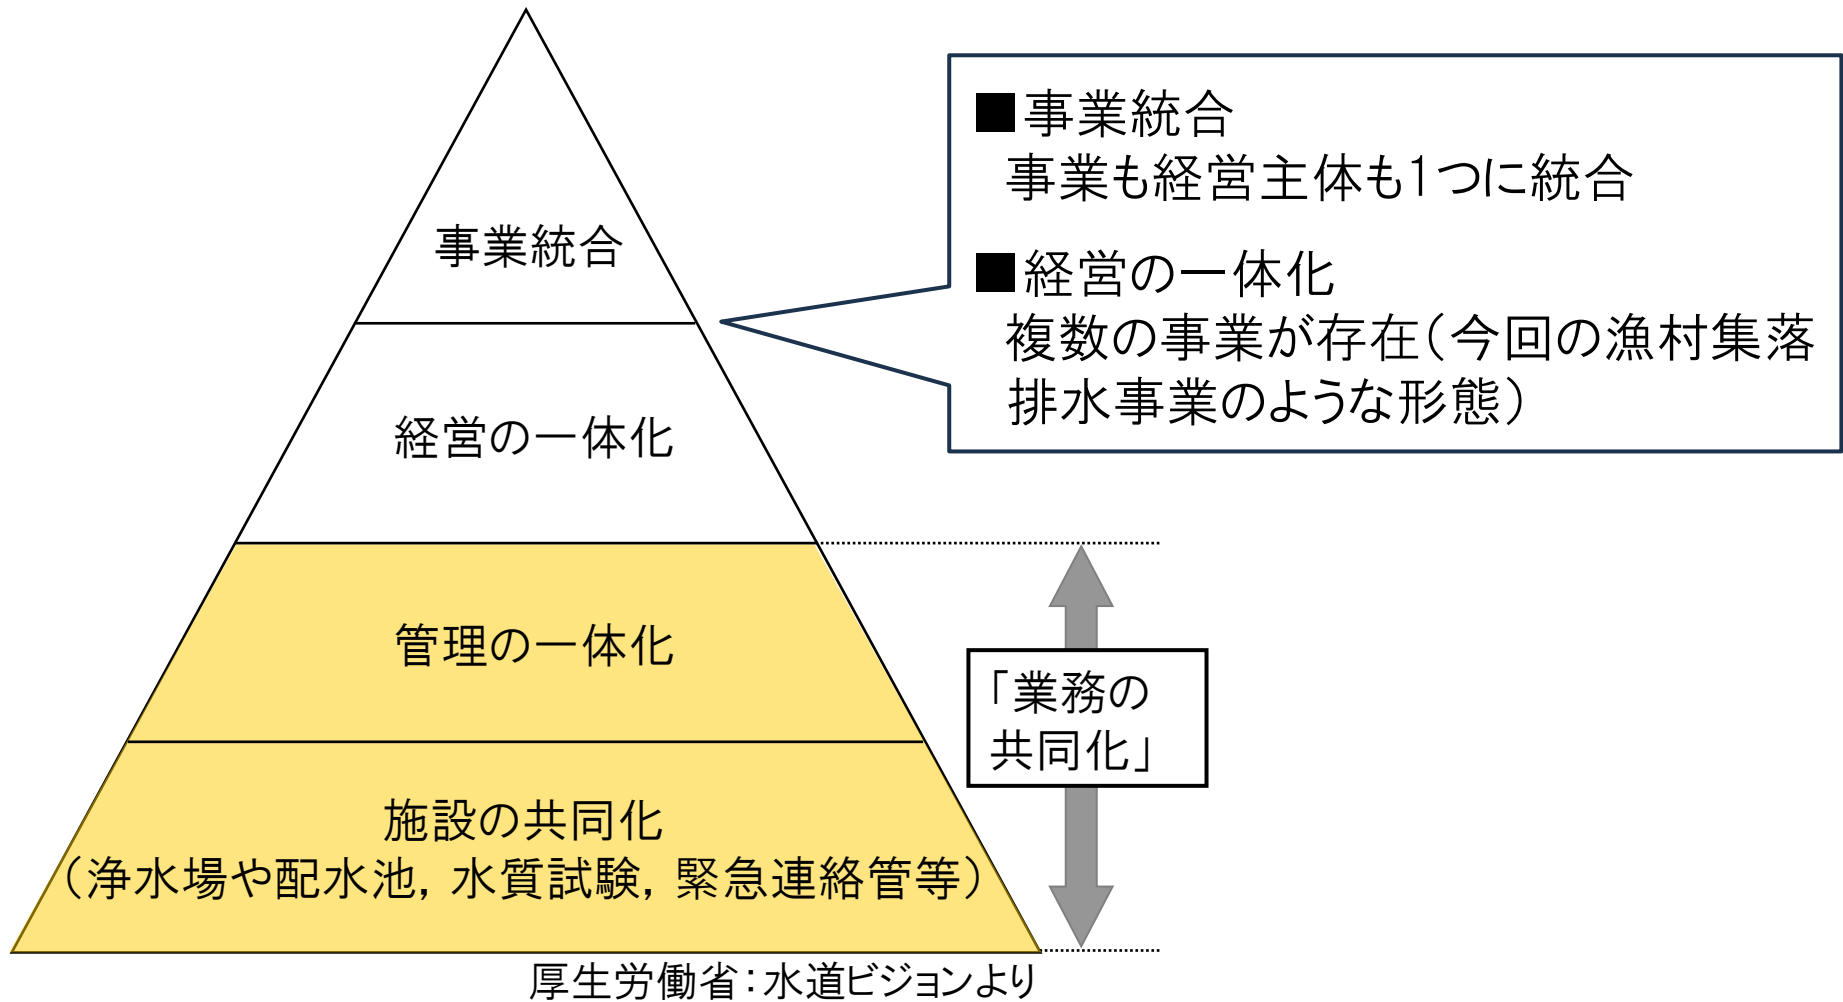 事業統合
経営の一体化
管理の一体化
施設の共同化
（浄水場や配水池，水質試験，緊急連絡管等）
■事業統合
事業も経営主体も1つに統合
■経営の一体化
複数の事業が存在（今回の漁村集落
排水事業のような形態）
「業務の
共同化」
厚生労働省：水道ビジョンより